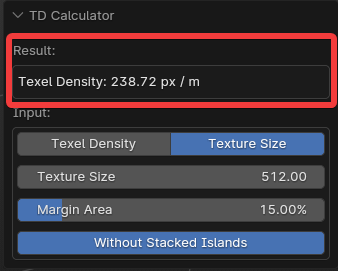 TD Calculator
Result:
Texel Density: 238.72 px / m
Input:
Texel Density Texture Size
Texture Size 512.00
Margin Area 15.00%
Without Stacked Islands